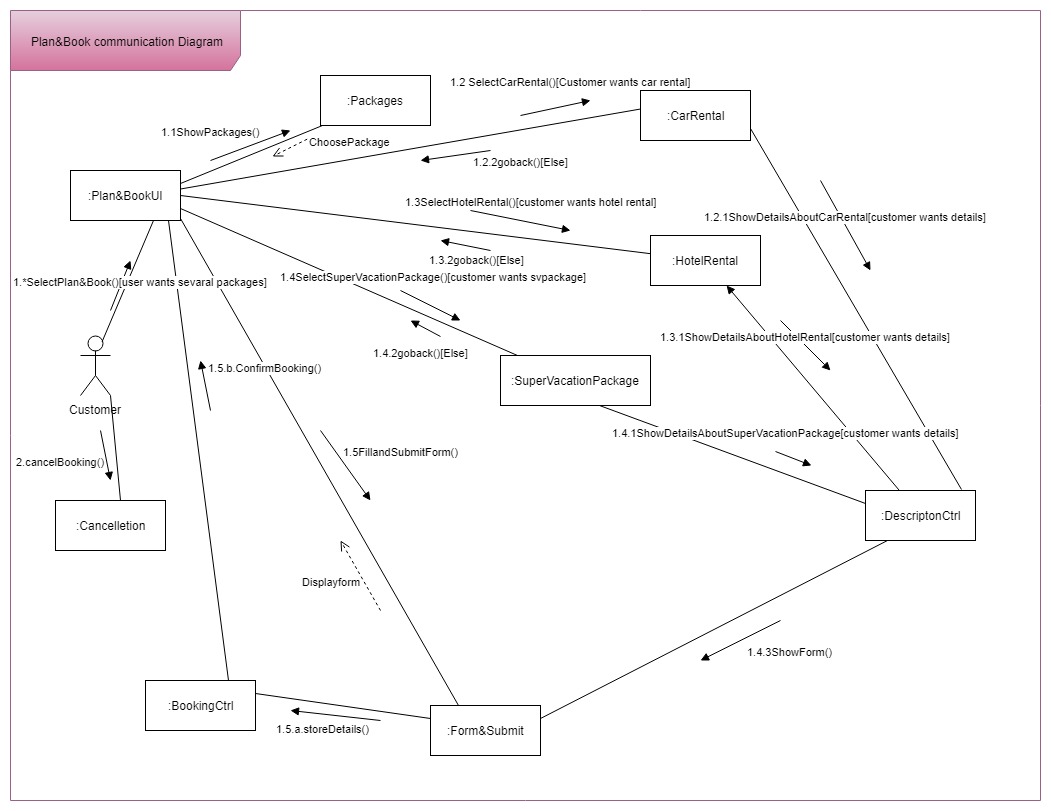 Plan&Book communication Diagram
:Packages
1.2 SelectCarRental()[Customer wants car rental]
:CarRental
1.1ShowPackages()
ChoosePackage
1.2.2goback()[Else]
:Plan&BookUI
1.3SelectHotelRental()[customer wants hotel rental]
1.2.1ShowDetailsAboutCarRental[customer wants details]
1.3.2goback()[Else]
:HotelRental
1.*SelectPlan&Book()[user wants sevaral packages]
1.4SelectSuperVacationPackage()[customer wants svpackage]
1.3.1ShowDetailsAboutHotelRental[customer wants details]
1.4.2goback()[Else]
1.5.b.ConfirmBooking()
:SuperVacationPackage
Customer
1.4.1ShowDetailsAboutSuperVacationPackage[customer wants details]
1.5FillandSubmitForm()
2.cancelBooking()
:Cancelletion
:DescriptonCtrl
Displayform
1.4.3ShowForm()
:BookingCtrl
1.5.a.storeDetails()
:Form&Submit